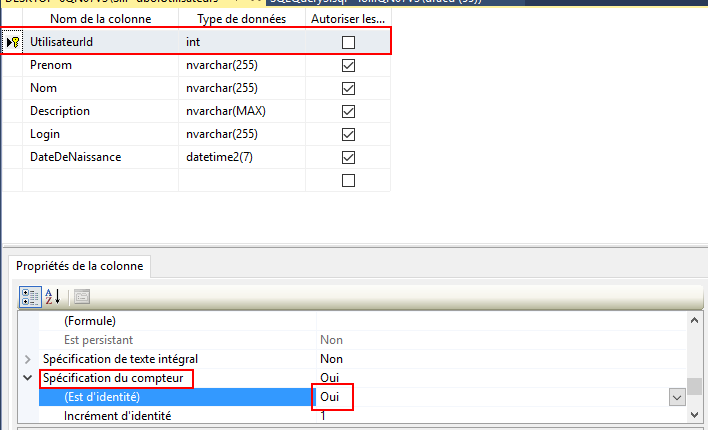 Nom de la colonne Type de données Autoriser les...
UtilisateurId int
Prenom nvarchar(255)
Nom nvarchar(255)
Description nvarchar(MAX)
Login nvarchar(255)
DateDeNaissance datetime2(7)
Propriétés de la colonne
(Formule)
Est persistant Non
Spécification de texte intégral Non
Spécification du compteur Oui
(Est d'identité) Oui
Incrément d'identité 1